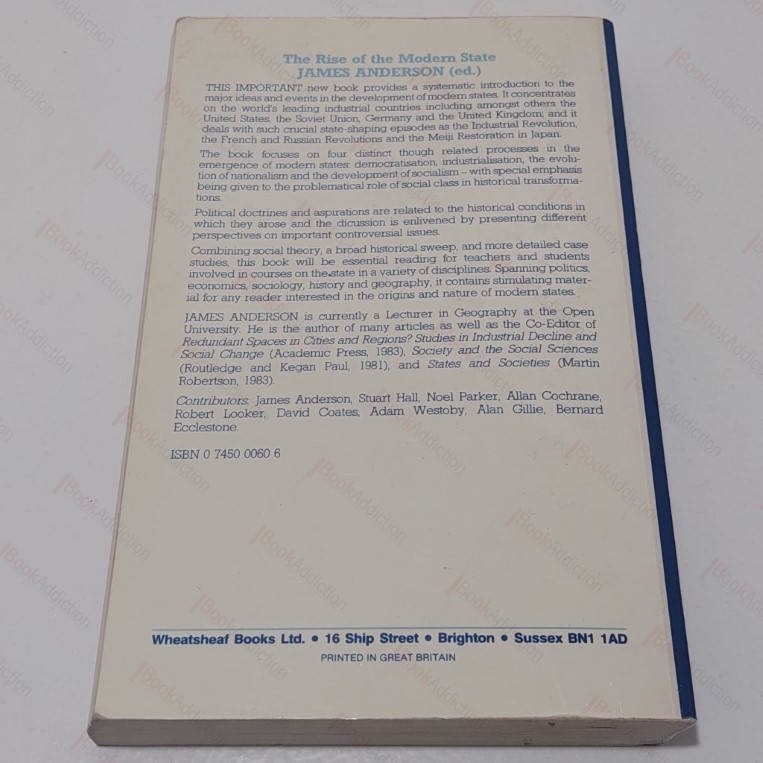 The Rise of the Modern State
JAMES ANDERSON (ed.)
THIS IMPORTANT new book provides a systematic introduction to the
major ideas and events in the development of modern states. It concentrates
on the world's leading industrial countries including amongst others the
United States, the Soviet Union, Germany and the United Kingdom; and it
deals with such crucial state-shaping episodes as the Industrial Revolution,
the French and Russian Revolutions and the Meiji Restoration in Japan.
The book focuses on four distinct though related processes in the
emergence of modern states: democratisation, industrialisation, the evolu-
tion of nationalism and the development of socialism – with special emphasis
being given to the problematical role of social class in historical transforma-
tions.
Political doctrines and aspirations are related to the historical conditions in
which they arose and the dicussion is enlivened by presenting different
perspectives on important controversial issues.
Combining social theory, a broad historical sweep, and more detailed case
studies, this book will be essential reading for teachers and students
involved in courses on the state in a variety of disciplines. Spanning politics,
economics, sociology, history and geography, it contains stimulating mater-
ial for any reader interested in the origins and nature of modern states.
JAMES ANDERSON is currently a Lecturer in Geography at the Open
University. He is the author of many articles as well as the Co-Editor of
Redundant Spaces in Cities and Regions? Studies in Industrial Decline and
Social Change (Academic Press, 1983), Society and the Social Sciences
(Routledge and Kegan Paul, 1981), and States and Societies (Martin
Robertson, 1983).
Contributors: James Anderson, Stuart Hall, Noel Parker, Allan Cochrane,
Robert Looker, David Coates, Adam Westoby, Alan Gillie, Bernard
Ecclestone.
ISBN 0 7450 0060 6
Wheatsheaf Books Ltd. • 16 Ship Street • Brighton • Sussex BN1 1AD
PRINTED IN GREAT BRITAIN
BookAddiction